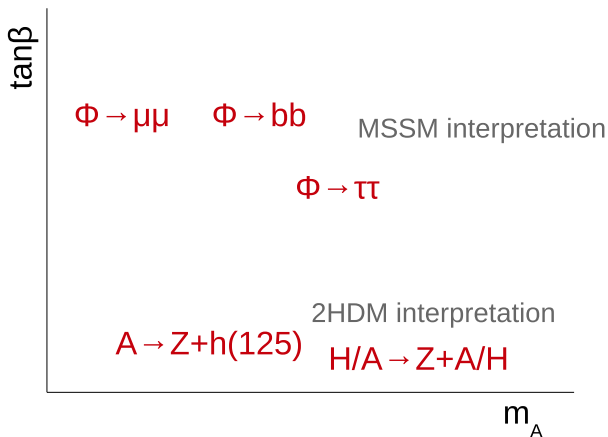 tanβ
Φ→μμ
Φ→bb
MSSM interpretation
Φ→ττ
2HDM interpretation
A→Z+h(125)
H/A→Z+A/H
m_A